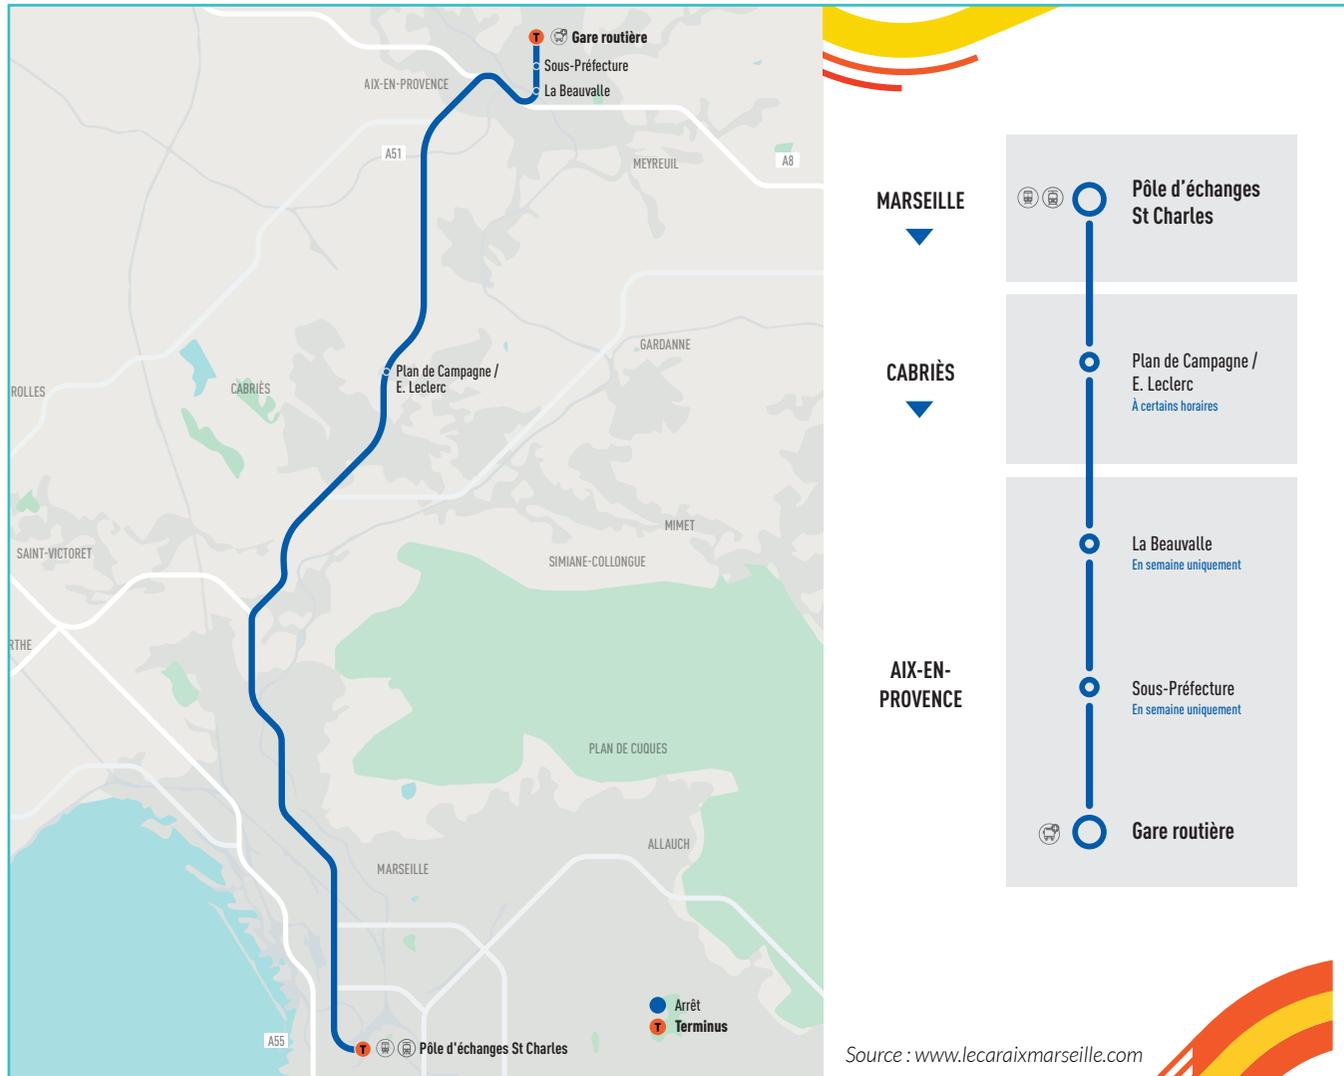 T Gare routière
Sous-Préfecture
AIX-EN-PROVENCE
La Beauvalle
A51
MEYREUIL
A8
GARDANNE
Plan de Campagne /
E. Leclerc
ROLLES
CABRIÈS
MIMET
SAINT-VICTORET
SIMIANE-COLLONGUE
RTHE
PLAN DE CUQUES
ALLAUCH
MARSEILLE
Arrêt
T Terminus
A55
T Pôle d'échanges St Charles
MARSEILLE
Pôle d'échanges
St Charles
CABRIÈS
Plan de Campagne /
E. Leclerc
À certains horaires
La Beauvalle
En semaine uniquement
AIX-EN-
PROVENCE
Sous-Préfecture
En semaine uniquement
Gare routière
Source : www.lecaraixmarseille.com